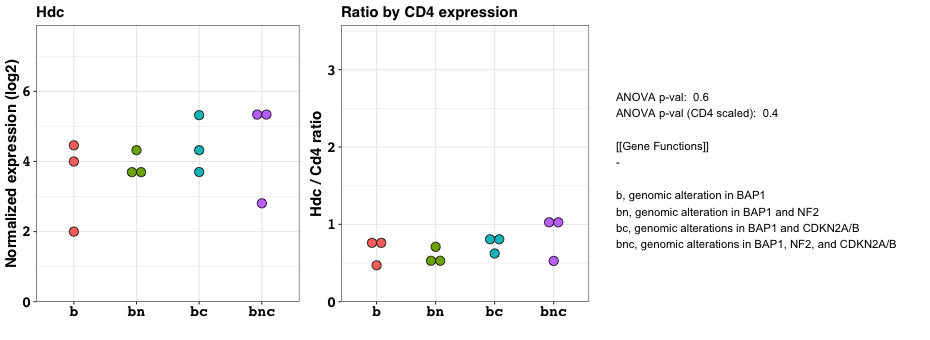 Hdc
Normalized expression (log2)
6
4
2
0
b bn bc bnc
Ratio by CD4 expression
Hdc / Cd4 ratio
3
2
1
0
b bn bc bnc
ANOVA p-val: 0.6
ANOVA p-val (CD4 scaled): 0.4
[[Gene Functions]]
-
b, genomic alteration in BAP1
bn, genomic alteration in BAP1 and NF2
bc, genomic alterations in BAP1 and CDKN2A/B
bnc, genomic alterations in BAP1, NF2, and CDKN2A/B